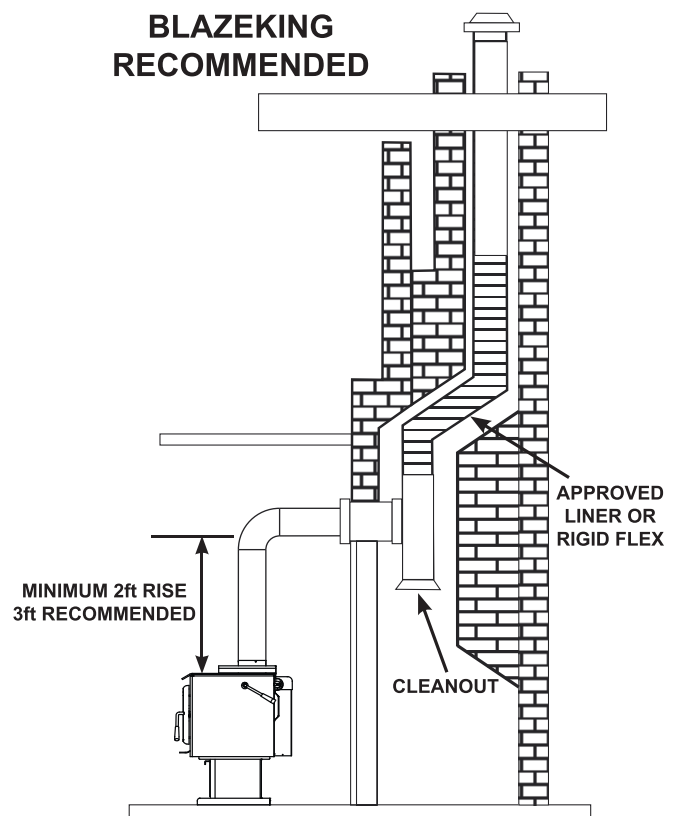 BLAZEKING
RECOMMENDED
APPROVED
LINER OR
RIGID FLEX
MINIMUM 2ft RISE
3ft RECOMMENDED
CLEANOUT